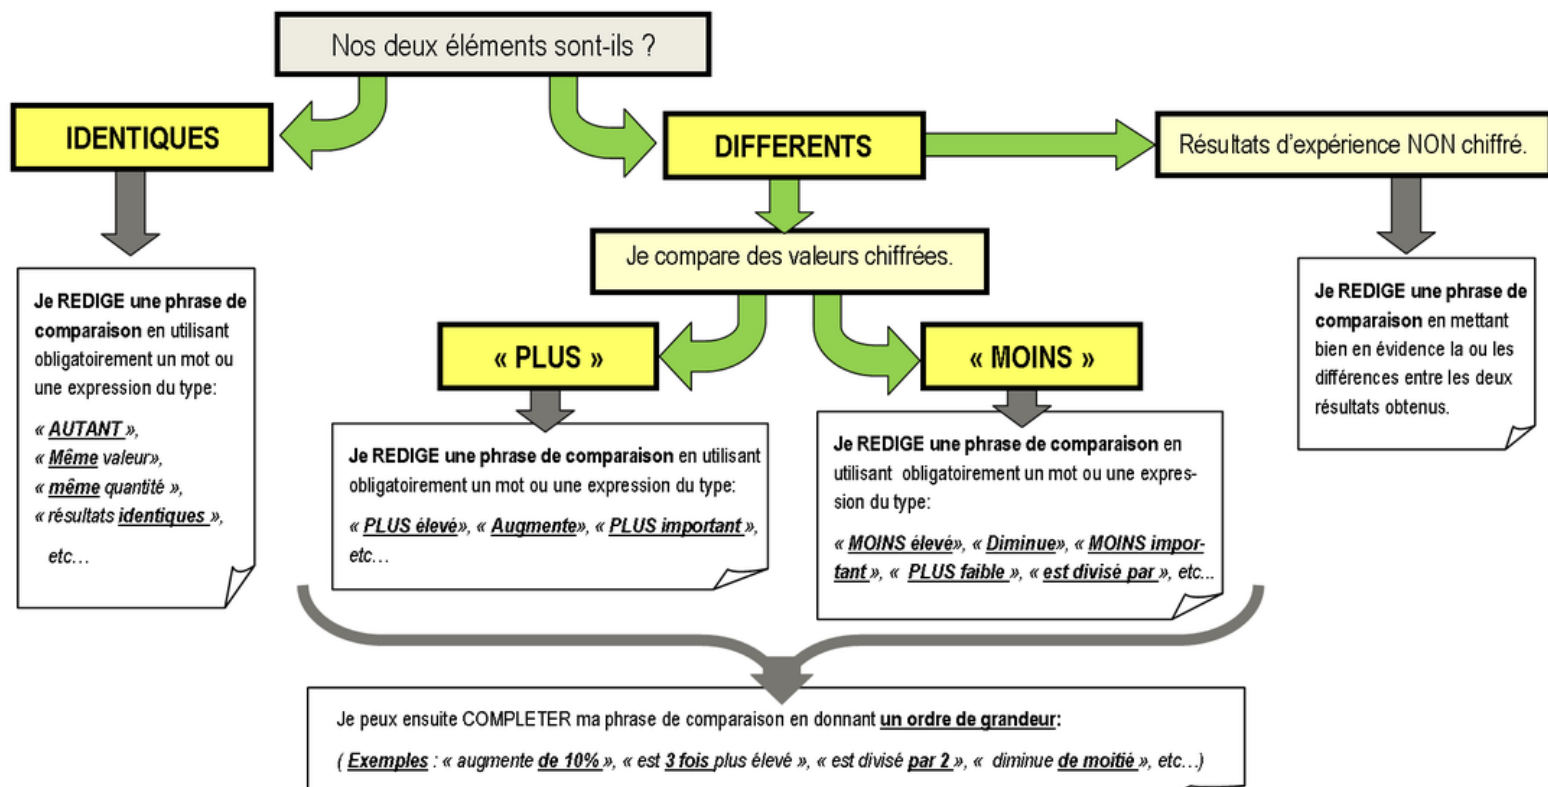 Nos deux éléments sont-ils ?
IDENTIQUES
DIFFERENTS
Résultats d'expérience NON chiffré.
Je compare des valeurs chiffrées.
« PLUS »
« MOINS »
Je REDIGE une phrase de
comparaison en utilisant
obligatoirement un mot ou
une expression du type:
« AUTANT »,
« Même valeur»,
« même quantité »,
« résultats identiques »,
etc…
Je REDIGE une phrase de comparaison en utilisant
obligatoirement un mot ou une expression du type:
« PLUS élevé», « Augmente», « PLUS important »,
etc…
Je REDIGE une phrase de comparaison en
utilisant obligatoirement un mot ou une expres-
sion du type:
« MOINS élevé», « Diminue», « MOINS impor-
tant », « PLUS faible », « est divisé par », etc...
Je REDIGE une phrase de
comparaison en mettant
bien en évidence la ou les
différences entre les deux
résultats obtenus.
Je peux ensuite COMPLETER ma phrase de comparaison en donnant un ordre de grandeur:
( Exemples : « augmente de 10% », « est 3 fois plus élevé », « est divisé par 2 », « diminue de moitié », etc…)